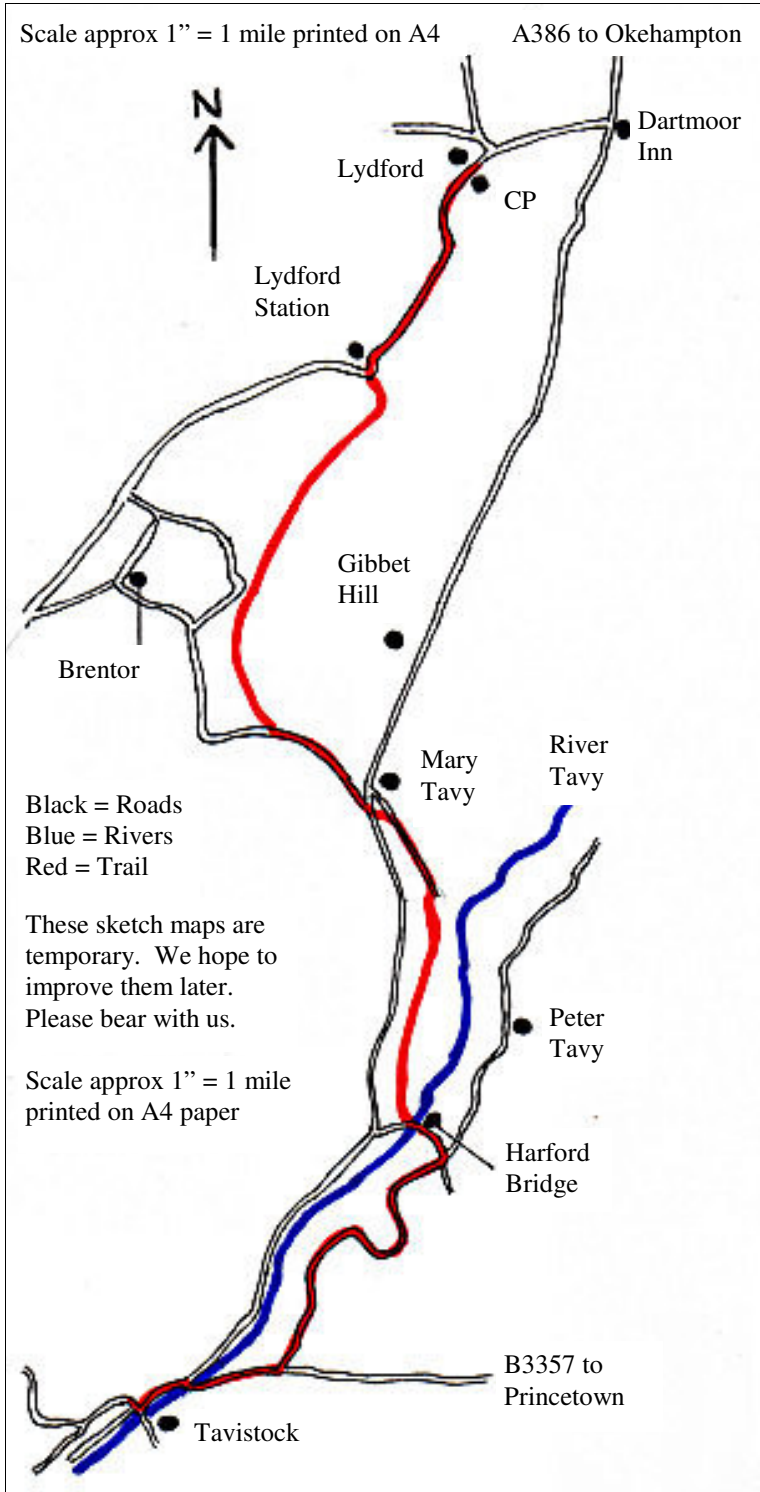 Scale approx 1” = 1 mile printed on A4
A386 to Okehampton
N
Dartmoor
Inn
Lydford
CP
Lydford
Station
Gibbet
Hill
Brentor
Mary
Tavy
River
Tavy
Black = Roads
Blue = Rivers
Red = Trail
These sketch maps are
temporary. We hope to
improve them later.
Please bear with us.
Peter
Tavy
Scale approx 1” = 1 mile
printed on A4 paper
Harford
Bridge
B3357 to
Princetown
Tavistock